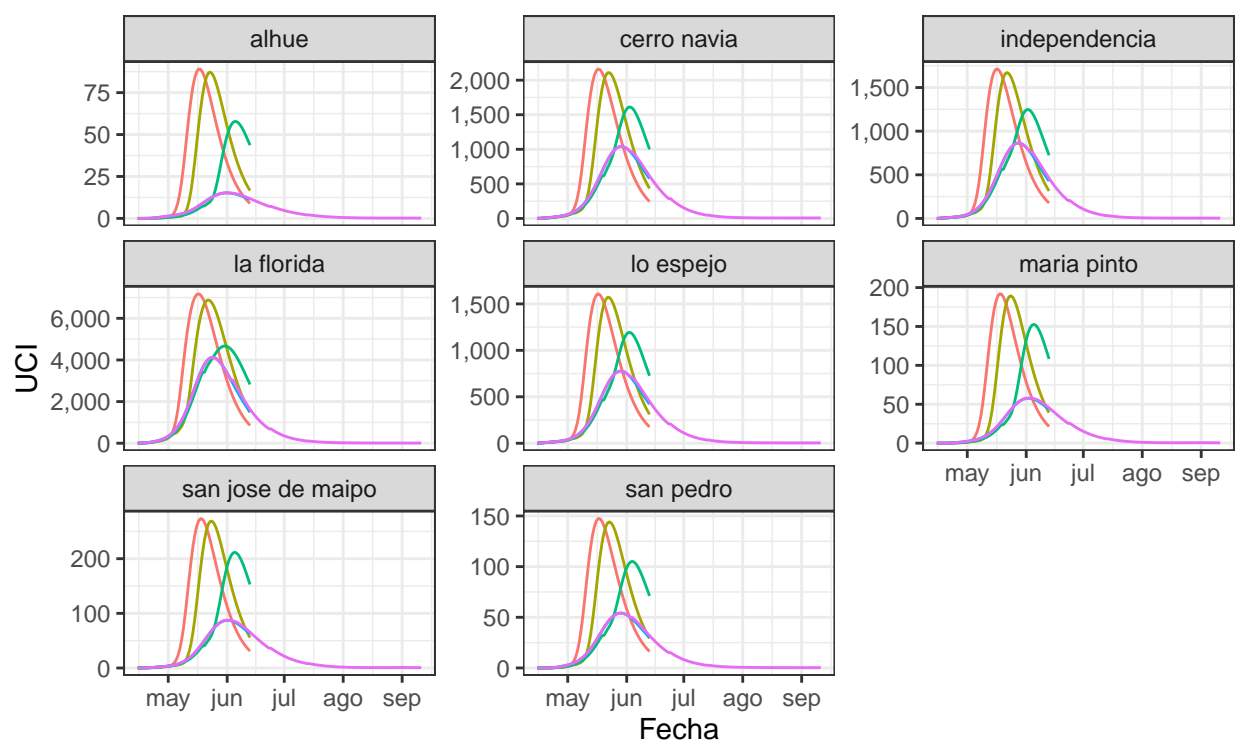 alhue
cerro navia
independencia
75
50
25
0
2,000
1,500
1,000
500
0
1,500
1,000
500
0
la florida
lo espejo
maria pinto
6,000
4,000
2,000
0
1,500
1,000
500
0
200
150
100
50
0
may jun jul ago sep
san jose de maipo
san pedro
200
100
0
150
100
50
0
may jun jul ago sep
may jun jul ago sep
UCI
Fecha